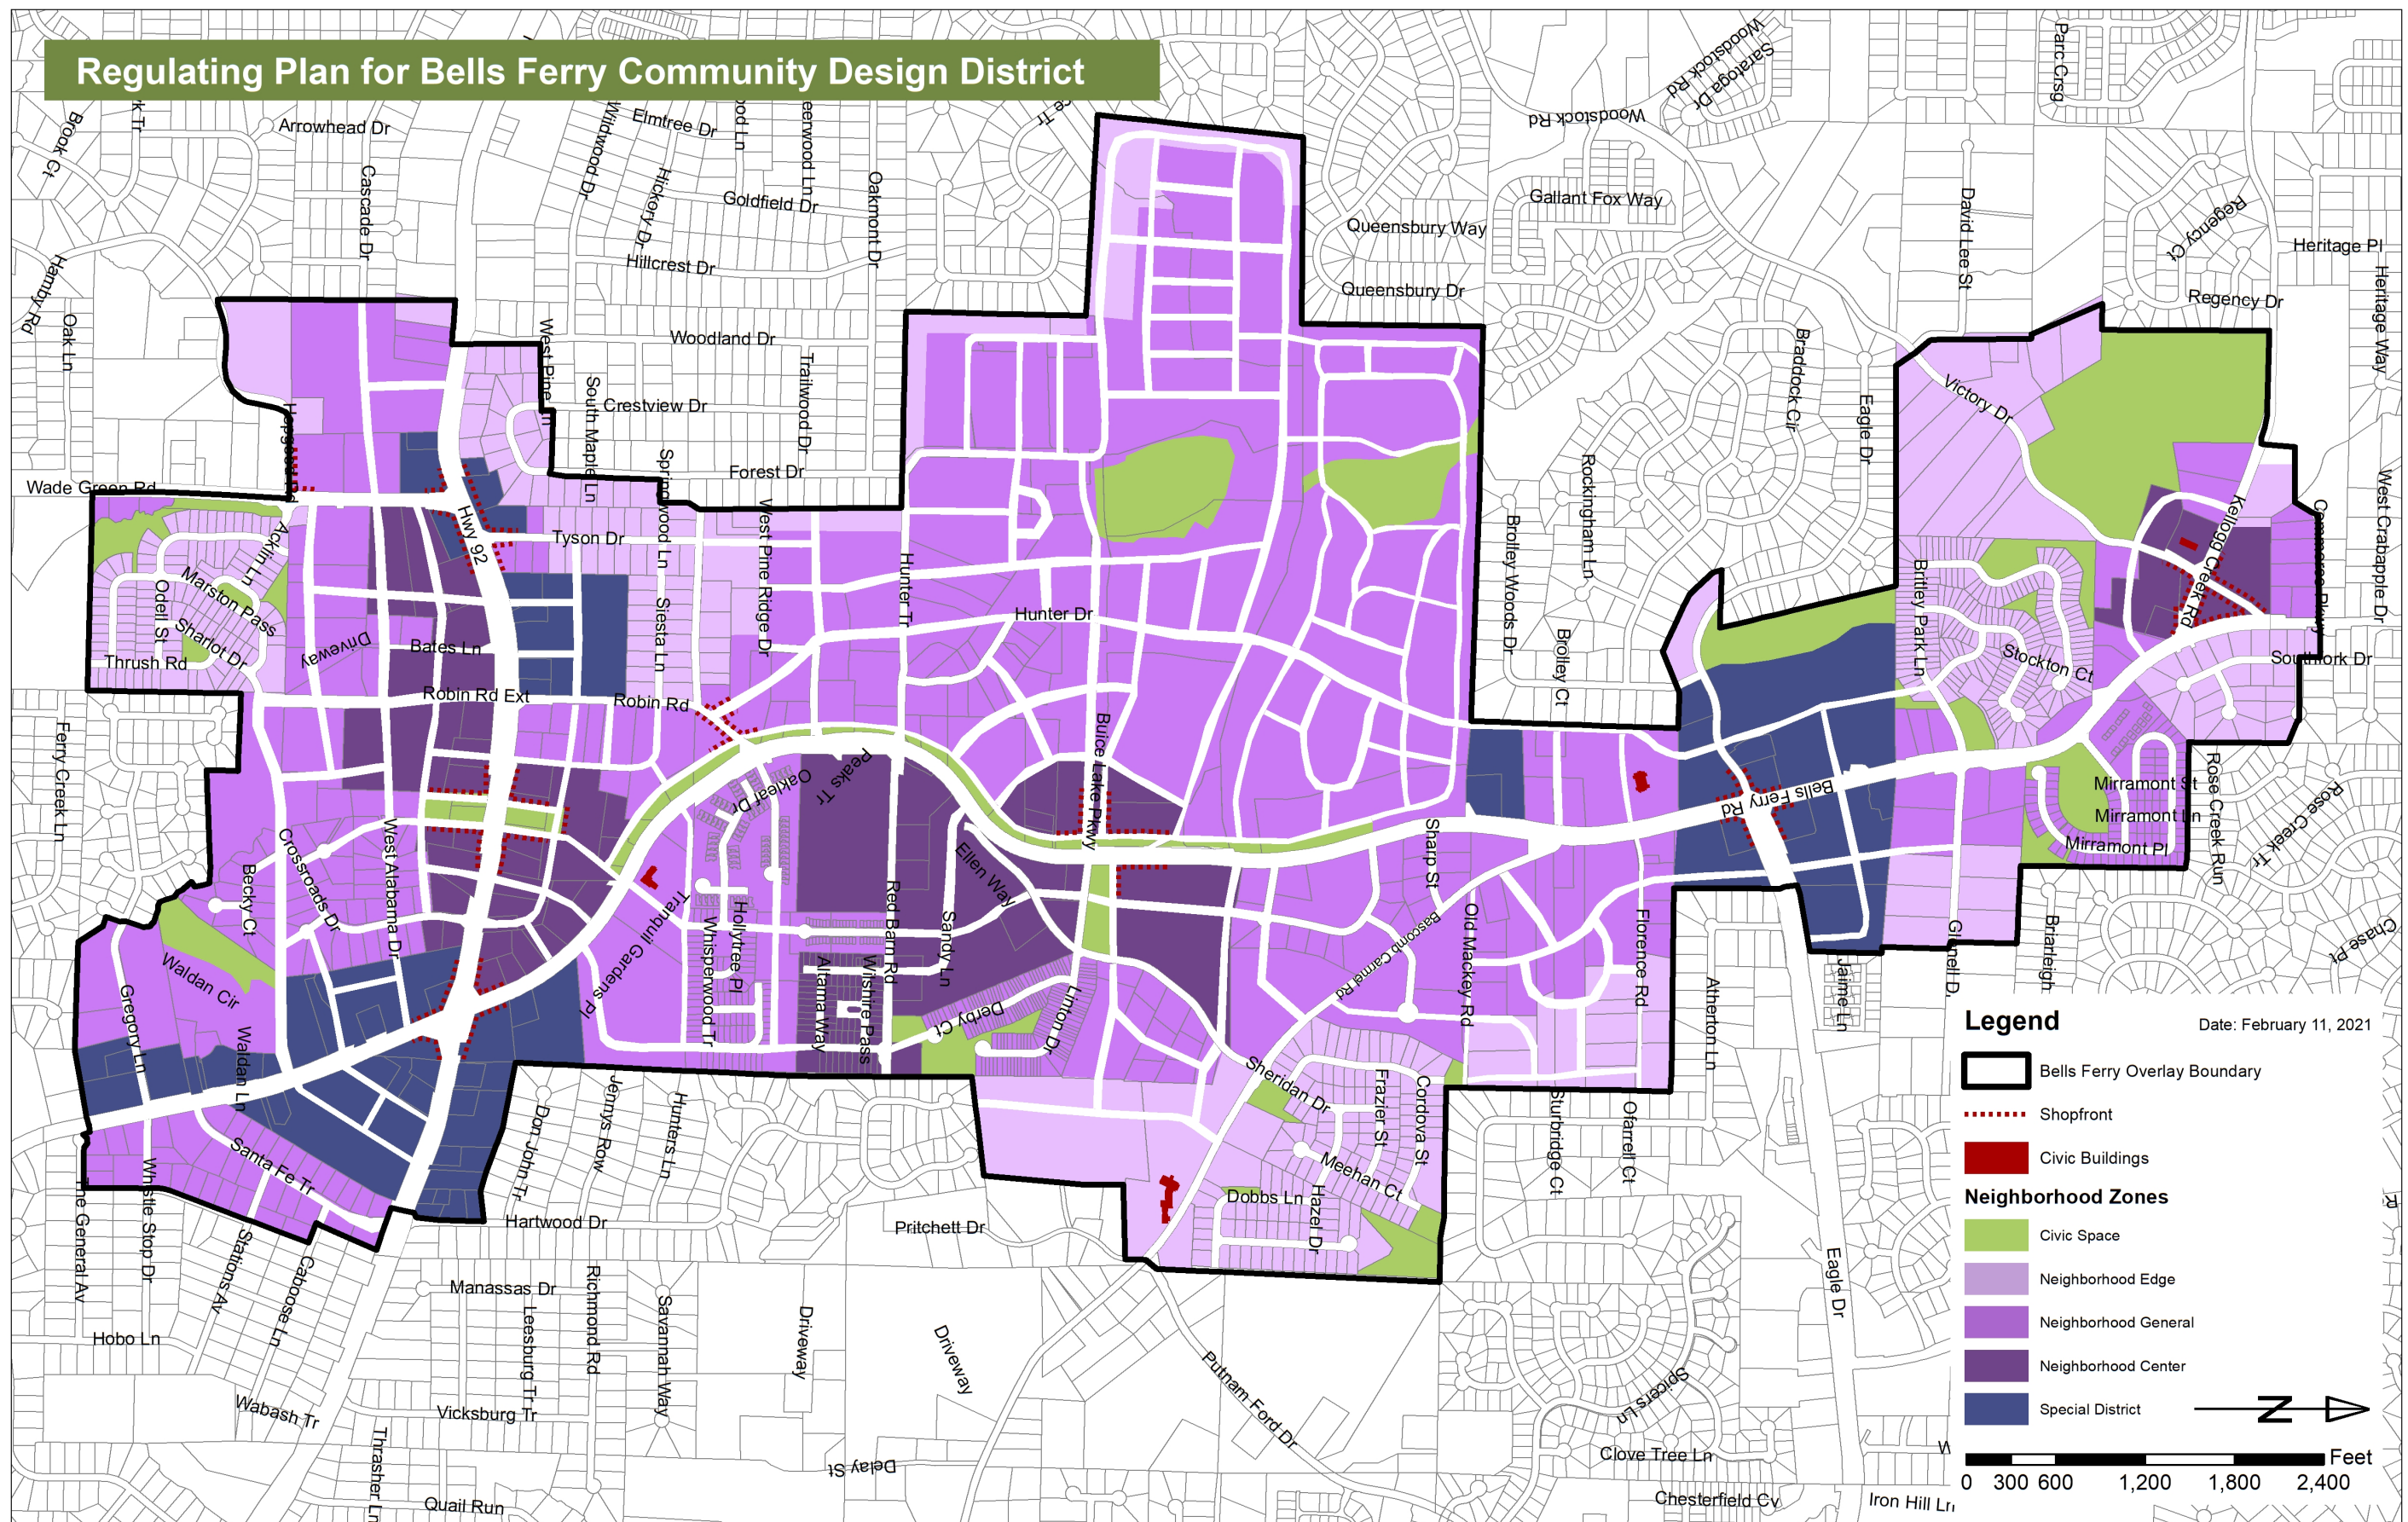 Regulating Plan for Bells Ferry Community Design District
Woodstock Rd
Saratoga Dr
Parc Crsg
Brook Ct
Arrowhead Dr
Cascade Dr
Wildwood Dr
Elmtree Dr
Hickory Dr
Goldfield Dr
Oakmont Dr
Hillcrest Dr
Woodstock Rd
Gallant Fox Way
Queensbury Way
Queensbury Dr
David Lee St
Regency Ct
Heritage Pl
Regency Dr
Heritage Way
Hamby Rd
Oak Ln
Woodland Dr
Trailwood Dr
South Maple Ln
Crestview Dr
Forest Dr
Braddock Cir
Eagle Dr
Victory Dr
Wade Green Rd
Hwy 92
Tyson Dr
Springwood Ln
West Pine Ridge Dr
Hunter Tr
Hunter Dr
Brolley Woods Dr
Rockingham Ln
Brolley Ct
Kellogg Creek Rd
Commerce Pkwy
West Crabapple Dr
Acklin Ln
Marston Pass
Odell St
Sharlot Dr
Thrush Rd
Driveway
Bates Ln
Siesta Ln
Robin Rd Ext
Robin Rd
Britley Park Ln
Stockton Ct
Southfork Dr
Ferry Creek Ln
Peaks Tr
Oakleaf Dr
Buice Lake Pkwy
Bells Ferry Rd
Mirramont St
Mirramont Ln
Mirramont Pl
Rose Creek Run
Rose Creek Tr
Becky Ct
Crossroads Dr
West Alabama Dr
Ellen Way
Sharp St
Bascomb Carmel Rd
Old Mackey Rd
Florence Rd
Tranquil Gardens Pl
Whisperwood Tr
Hollytree Pl
Altama Way
Wilshire Pass
Red Barn Rd
Sandy Ln
Derby Ct
Linton Dr
Atherton Ln
Jaime Ln
Briarleigh
Chase Pt
Waldan Cir
Gregory Ln
Waldan Ln
Santa Fe Tr
Sheridan Dr
Frazier St
Cordova St
Meehan Ct
Dobbs Ln
Hazel Dr
Sturbridge Ct
Ofarrell Ct
Don John Tr
Jennys Row
Hunters Ln
Hartwood Dr
Pritchett Dr
Whistle Stop Dr
The General Av
Stations Av
Caboose Ln
Hobo Ln
Manassas Dr
Leesburg Tr
Richmond Rd
Savannah Way
Driveway
Driveway
Putnam Ford Dr
Eagle Dr
Spicers Ln
Wabash Tr
Vicksburg Tr
Thrasher Ln
Quail Run
Delay St
Clove Tree Ln
Chesterfield Cv
Legend
Date: February 11, 2021
Bells Ferry Overlay Boundary
Shopfront
Civic Buildings
Neighborhood Zones
Civic Space
Neighborhood Edge
Neighborhood General
Neighborhood Center
Special District
N
Feet
0 300 600 1,200 1,800 2,400